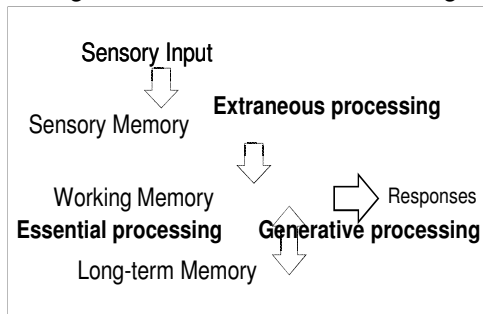 Sensory Input
Extraneous processing
Sensory Memory
Working Memory
Responses
Essential processing
Generative processing
Long-term Memory